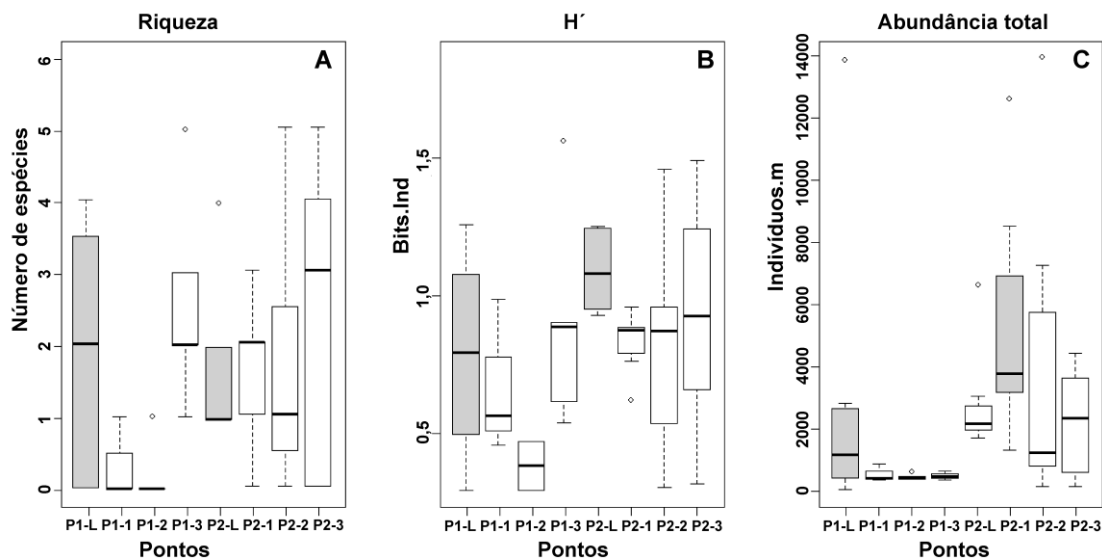 Riqueza
A
Número de espécies
6
5
4
3
2
1
0
P1-L P1-1 P1-2 P1-3 P2-L P2-1 P2-2 P2-3
Pontos
H´
B
Bits.Ind
1,5
1,0
0,5
P1-L P1-1 P1-2 P1-3 P2-L P2-1 P2-2 P2-3
Pontos
Abundância total
C
Indivíduos.m
14000
12000
10000
8000
6000
4000
2000
0
P1-L P1-1 P1-2 P1-3 P2-L P2-1 P2-2 P2-3
Pontos